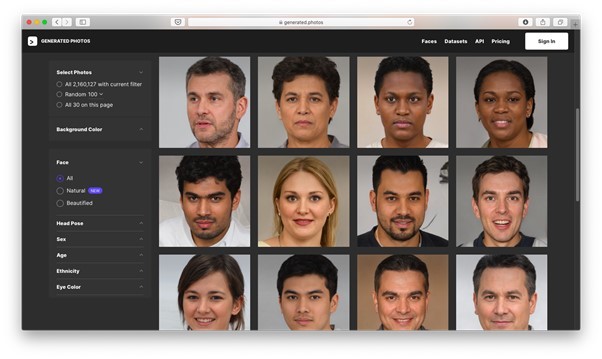 generated.photos
GENERATED PHOTOS
Faces Datasets API Pricing Sign In
Select Photos
All 2,160,127 with current filter
Random 100
All 30 on this page
Background Color
Face
All
Natural NEW
Beautified
Head Pose
Sex
Age
Ethnicity
Eye Color